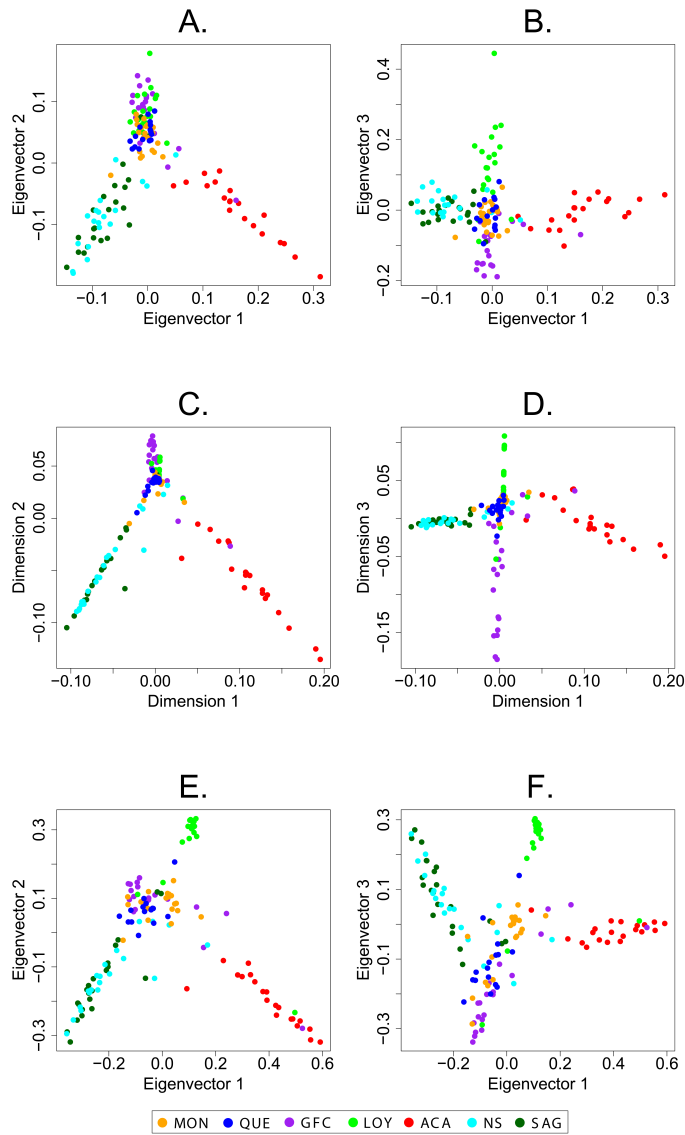 A.
B.
Eigenvector 2
0.1
0.0
−0.1
−0.1
0.0
0.1
0.2
0.3
Eigenvector 1
Eigenvector 3
0.4
0.2
0.0
−0.2
−0.1
0.0
0.1
0.2
0.3
Eigenvector 1
C.
D.
Dimension 2
0.05
0.00
−0.10
−0.10
0.00
0.10
0.20
Dimension 1
Dimension 3
0.05
−0.05
−0.15
−0.10
0.00
0.10
0.20
Dimension 1
E.
F.
Eigenvector 2
0.3
0.1
−0.1
−0.3
−0.2
0.0
0.2
0.4
0.6
Eigenvector 1
Eigenvector 3
0.3
0.1
−0.1
−0.3
−0.2
0.0
0.2
0.4
0.6
Eigenvector 1
MON QUE GFC LOY ACA NS SAG